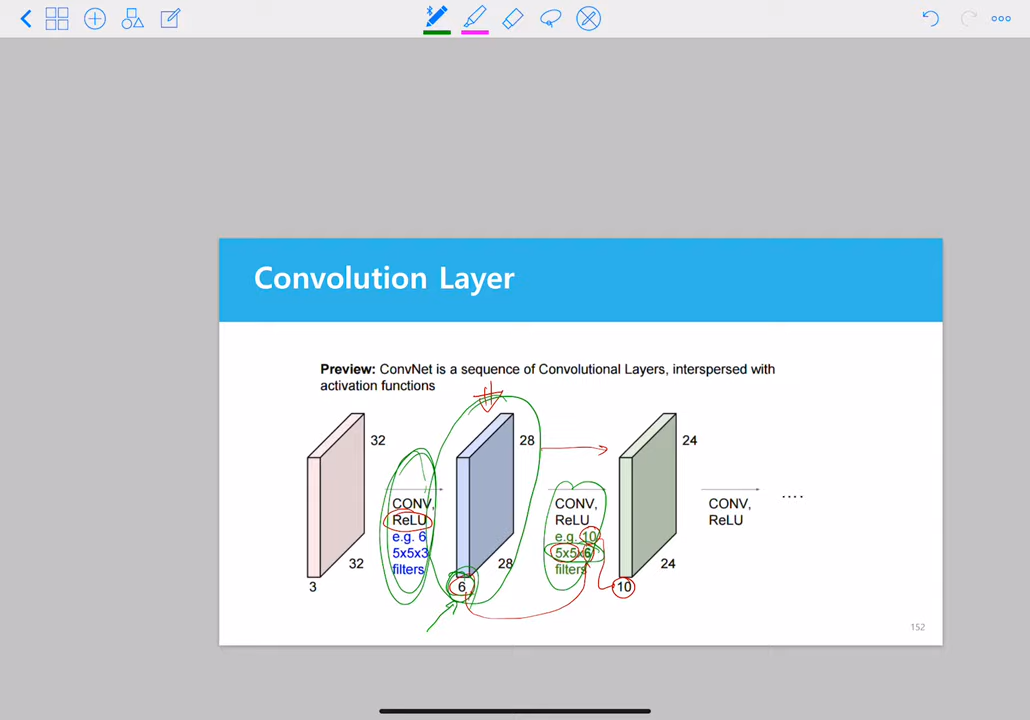 Convolution Layer
Preview: ConvNet is a sequence of Convolutional Layers, interspersed with
activation functions
32
28
24
CONV,
ReLU
e.g. 6
5x5x3
filters
CONV,
ReLU
e.g. 10
5x5x6
filters
CONV,
ReLU
....
32
28
24
3
6
10
152